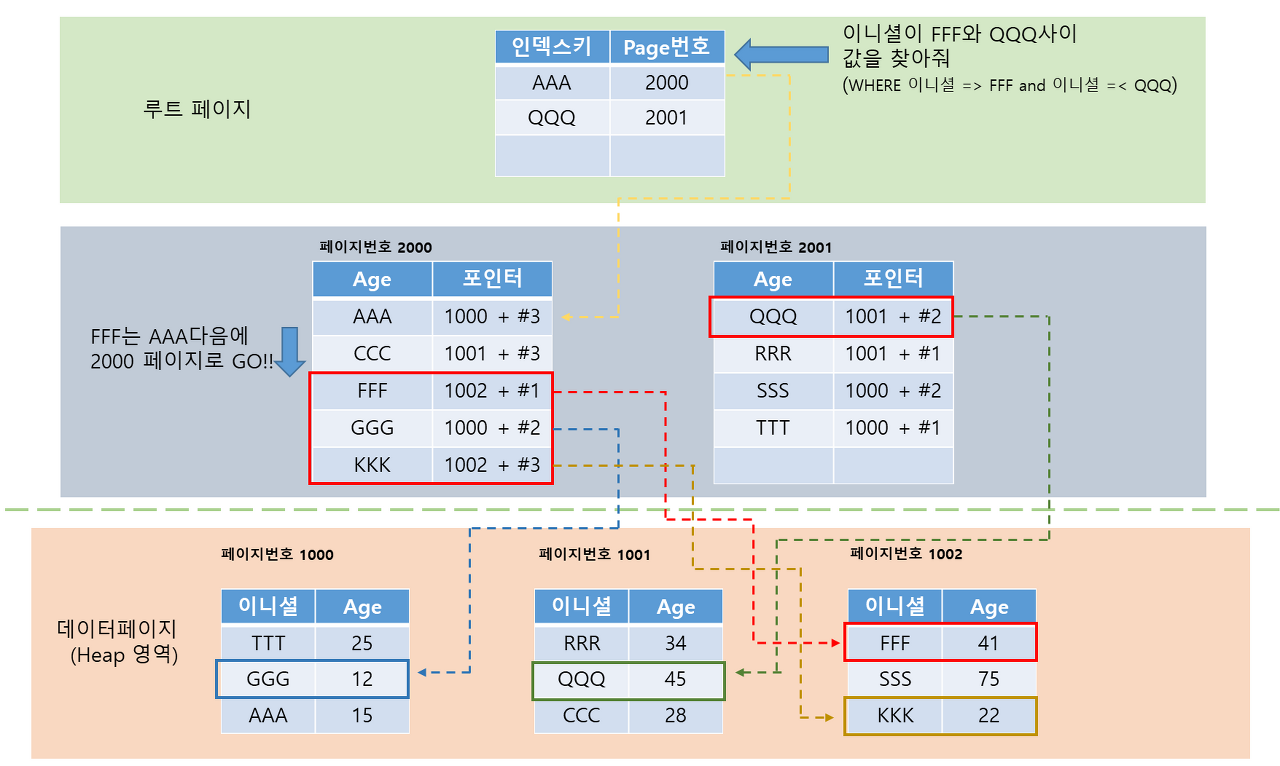 인덱스키 Page번호
AAA 2000
QQQ 2001
이니셜이 FFF와 QQQ사이
값을 찾아줘
(WHERE 이니셜 => FFF and 이니셜 =< QQQ)
루트 페이지
페이지번호 2000
Age 포인터
AAA 1000 + #3
CCC 1001 + #3
FFF 1002 + #1
GGG 1000 + #2
KKK 1002 + #3
페이지번호 2001
Age 포인터
QQQ 1001 + #2
RRR 1001 + #1
SSS 1000 + #2
TTT 1000 + #1
FFF는 AAA다음에
2000 페이지로 GO!!
데이터페이지
(Heap 영역)
페이지번호 1000
이니셜 Age
TTT 25
GGG 12
AAA 15
페이지번호 1001
이니셜 Age
RRR 34
QQQ 45
CCC 28
페이지번호 1002
이니셜 Age
FFF 41
SSS 75
KKK 22